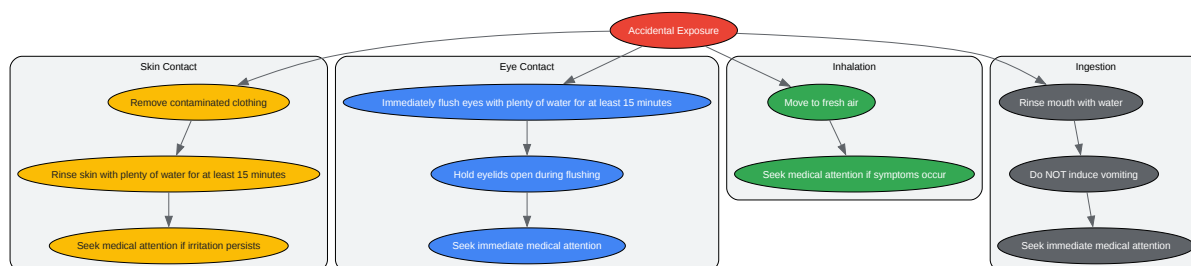 Accidental Exposure
Skin Contact
Remove contaminated clothing
Rinse skin with plenty of water for at least 15 minutes
Seek medical attention if irritation persists
Eye Contact
Immediately flush eyes with plenty of water for at least 15 minutes
Hold eyelids open during flushing
Seek immediate medical attention
Inhalation
Move to fresh air
Seek medical attention if symptoms occur
Ingestion
Rinse mouth with water
Do NOT induce vomiting
Seek immediate medical attention